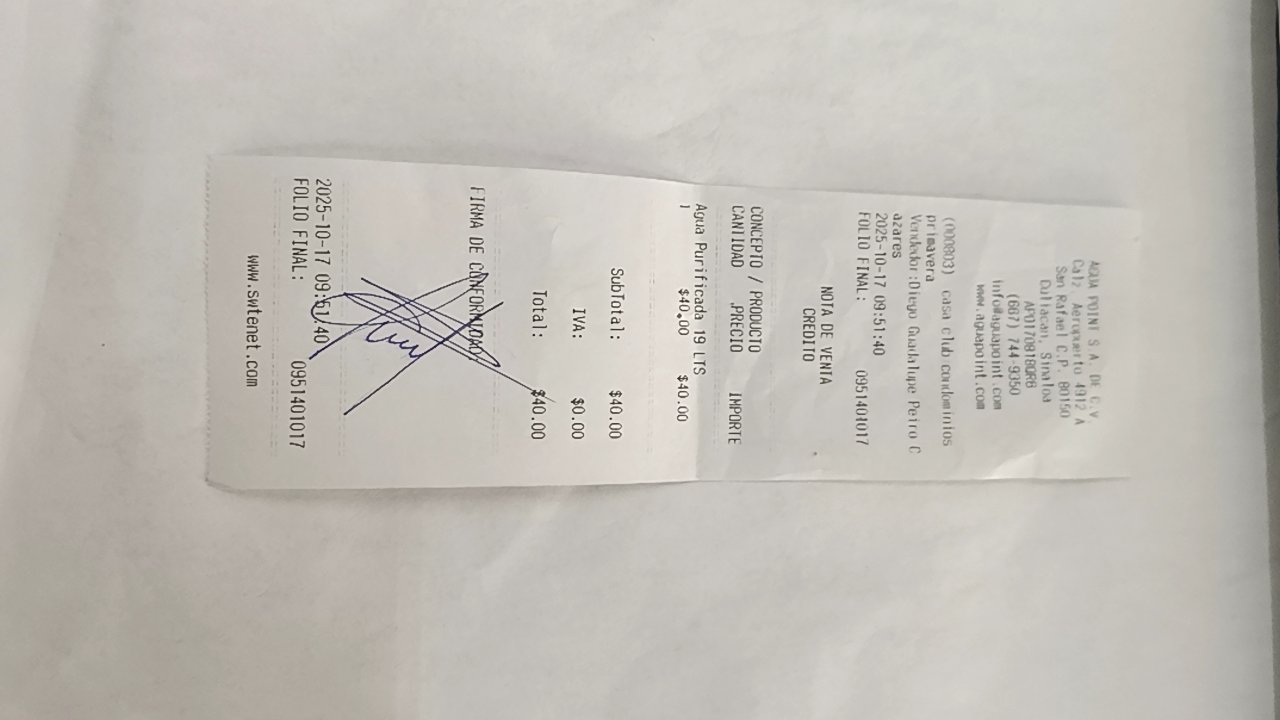 AGUA POINT S.A. DE C.V.
Calz. Aeropuerto 4912 A
San Rafael C.P. 80150
Culiacan, Sinaloa
APO170818QR8
(667) 744-9350
info@aguapoint.com
www.aguapoint.com
(000803) casa club condominios
primavera
Vendedor:Diego Guadalupe Peiro C
azares
2025-10-17 09:51:40
FOLIO FINAL: 0951401017
NOTA DE VENTA
CREDITO
CONCEPTO / PRODUCTO
CANTIDAD .PRECIO IMPORTE
Agua Purificada 19 LTS
1 $40.00 $40.00
SubTotal: $40.00
IVA: $0.00
Total: $40.00
FIRMA DE CONFORMIDAD
2025-10-17 09:51:40
FOLIO FINAL: 0951401017
www.swtenet.com